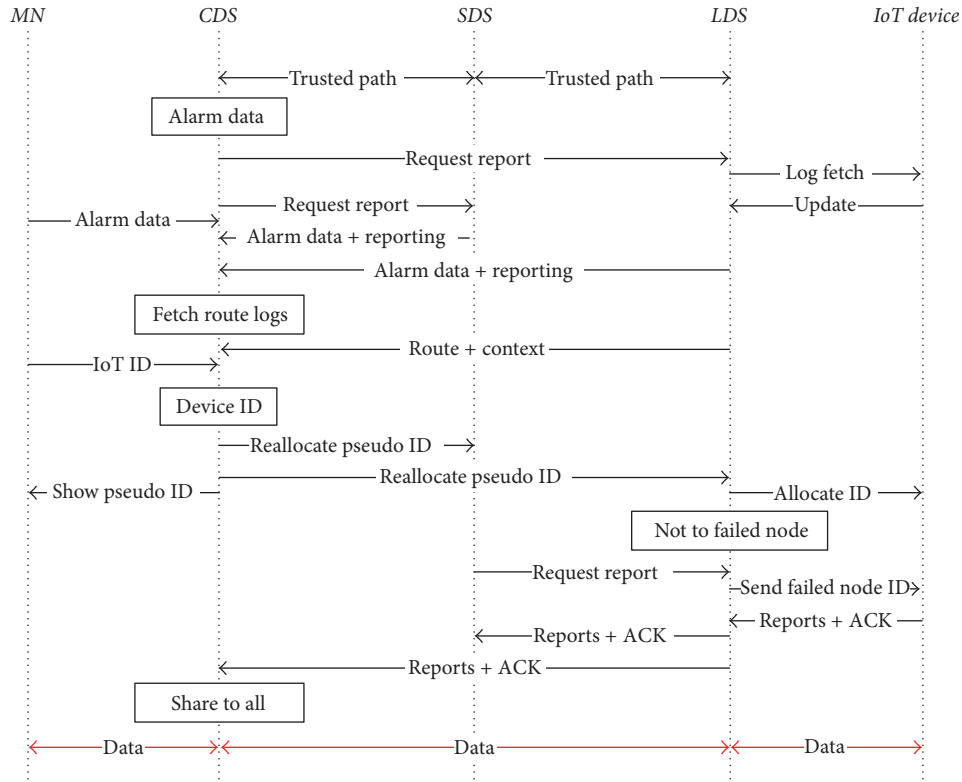 MN CDS SDS LDS IoT device
Trusted path Trusted path
Alarm data
Request report
Log fetch
Request report Update
Alarm data
Alarm data + reporting
Alarm data + reporting
Fetch route logs
Route + context
IoT ID
Device ID
Reallocate pseudo ID
Reallocate pseudo ID
Show pseudo ID Allocate ID
Not to failed node
Request report
Send failed node ID
Reports + ACK
Reports + ACK
Reports + ACK
Share to all
Data Data Data